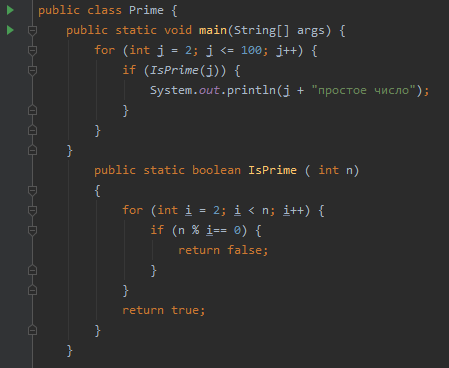 public class Prime {
    public static void main(String[] args) {
        for (int j = 2; j <= 100; j++) {
            if (IsPrime(j)) {
                System.out.println(j + "простое число");
            }
        }
    }
        public static boolean IsPrime ( int n)
        {
            for (int i = 2; i < n; i++) {
                if (n % i== 0) {
                    return false;
                }
            }
            return true;
        }
    }